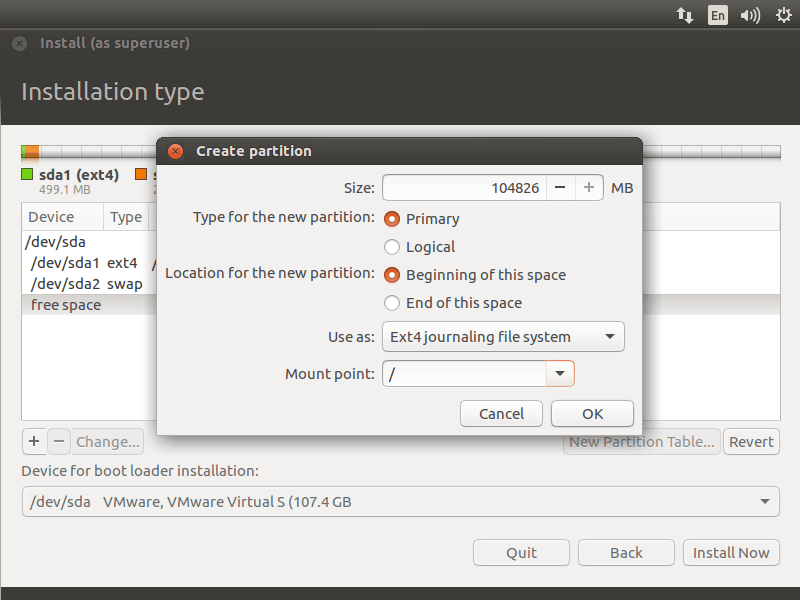 En
Install (as superuser)
Installation type
Create partition
sda1 (ext4)
499.1 MB
Size: 104826 MB
Device Type
Type for the new partition: Primary
Logical
/dev/sda
/dev/sda1 ext4 /
/dev/sda2 swap
free space
Location for the new partition: Beginning of this space
End of this space
Use as: Ext4 journaling file system
Mount point: /
Cancel OK
+ − Change... New Partition Table... Revert
Device for boot loader installation:
/dev/sda VMware, VMware Virtual S (107.4 GB
Quit Back Install Now